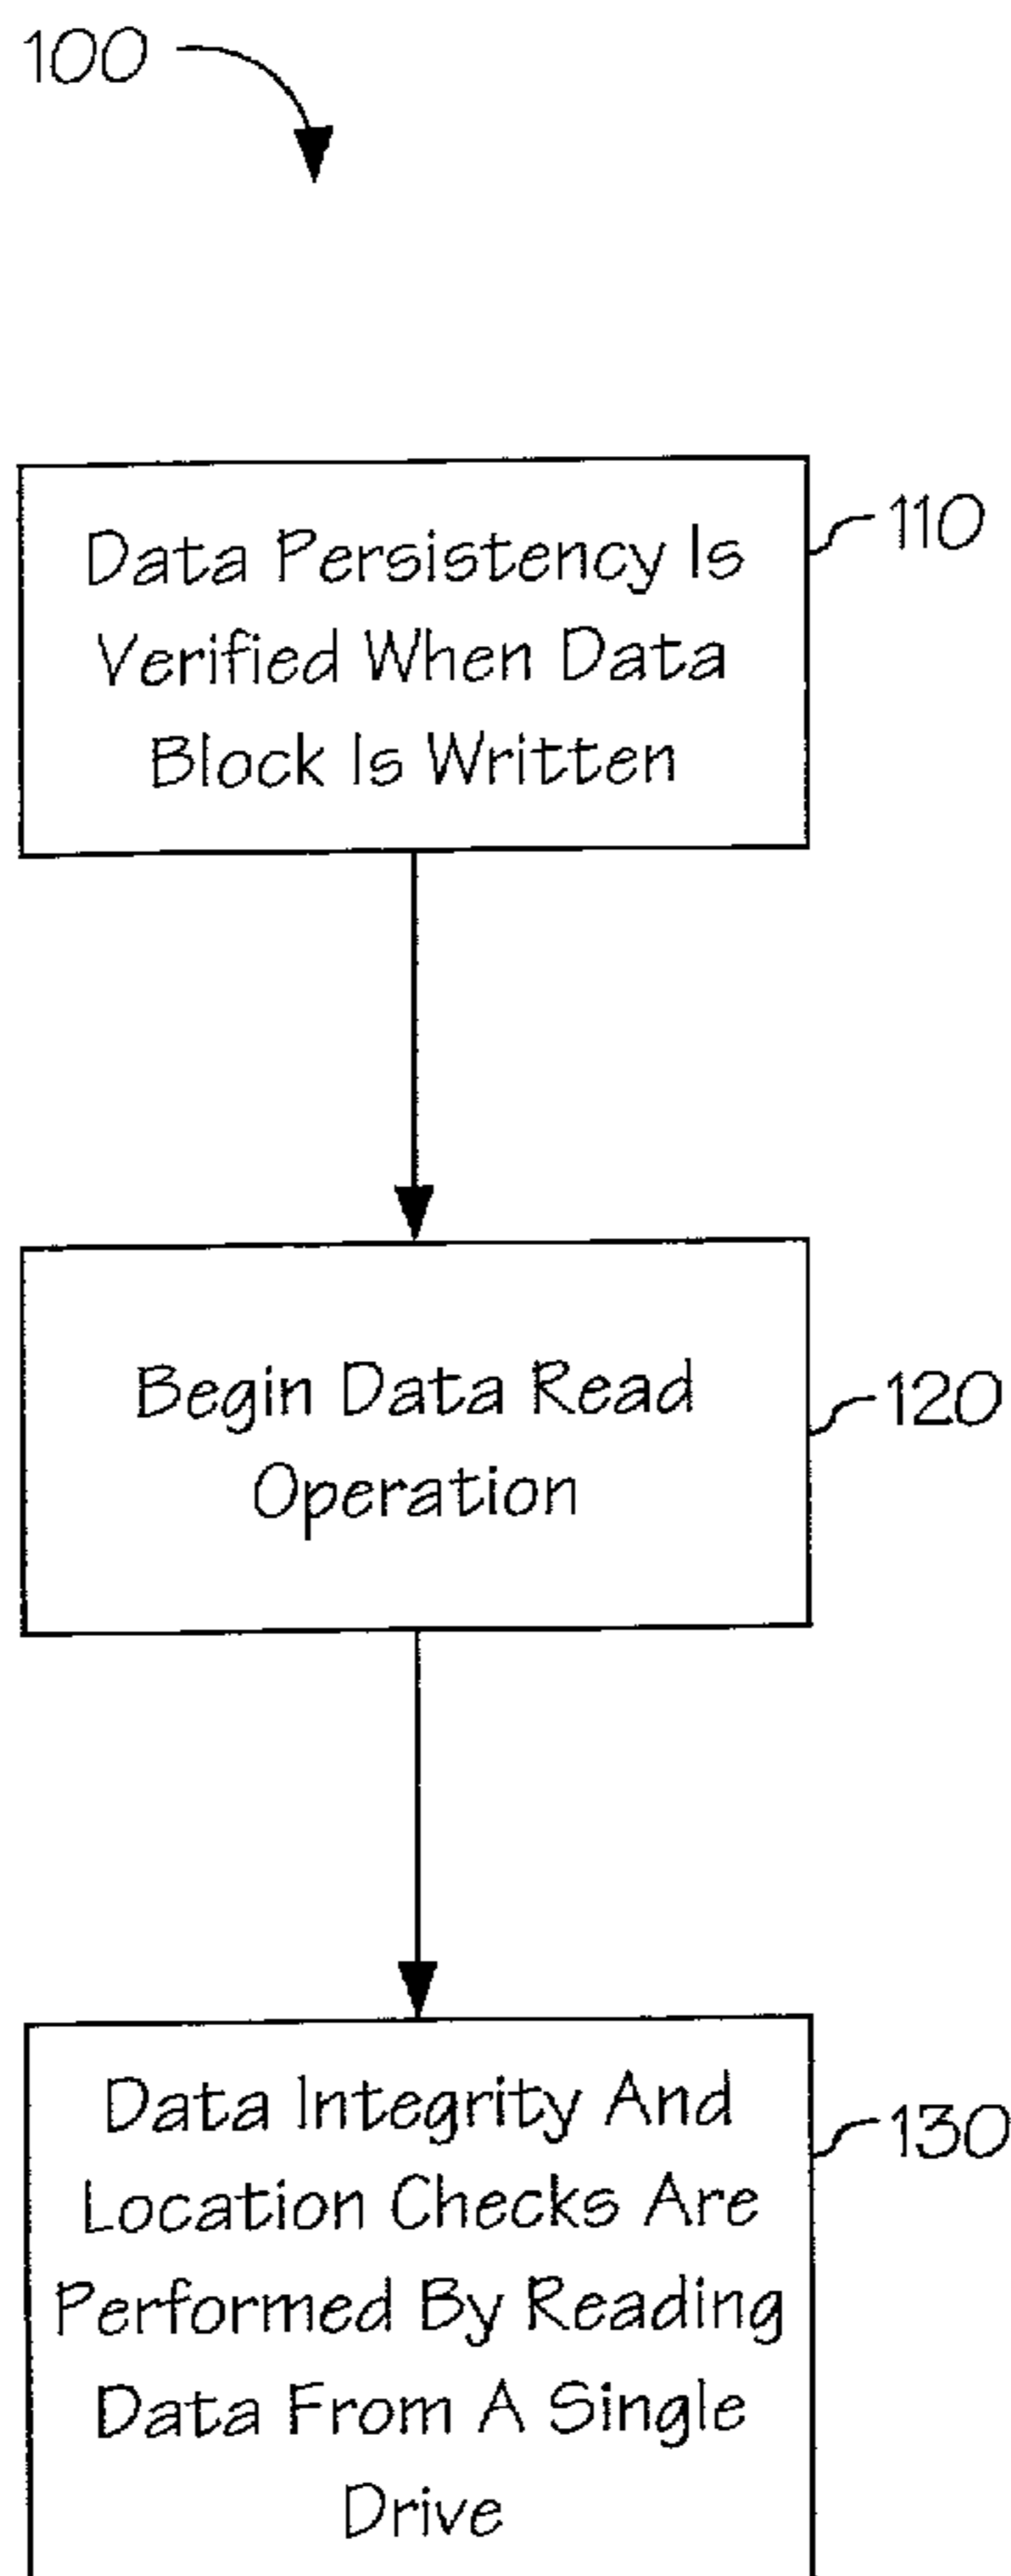 100
110
Data Persistency Is
Verified When Data
Block Is Written
120
Begin Data Read
Operation
130
Data Integrity And
Location Checks Are
Performed By Reading
Data From A Single
Drive